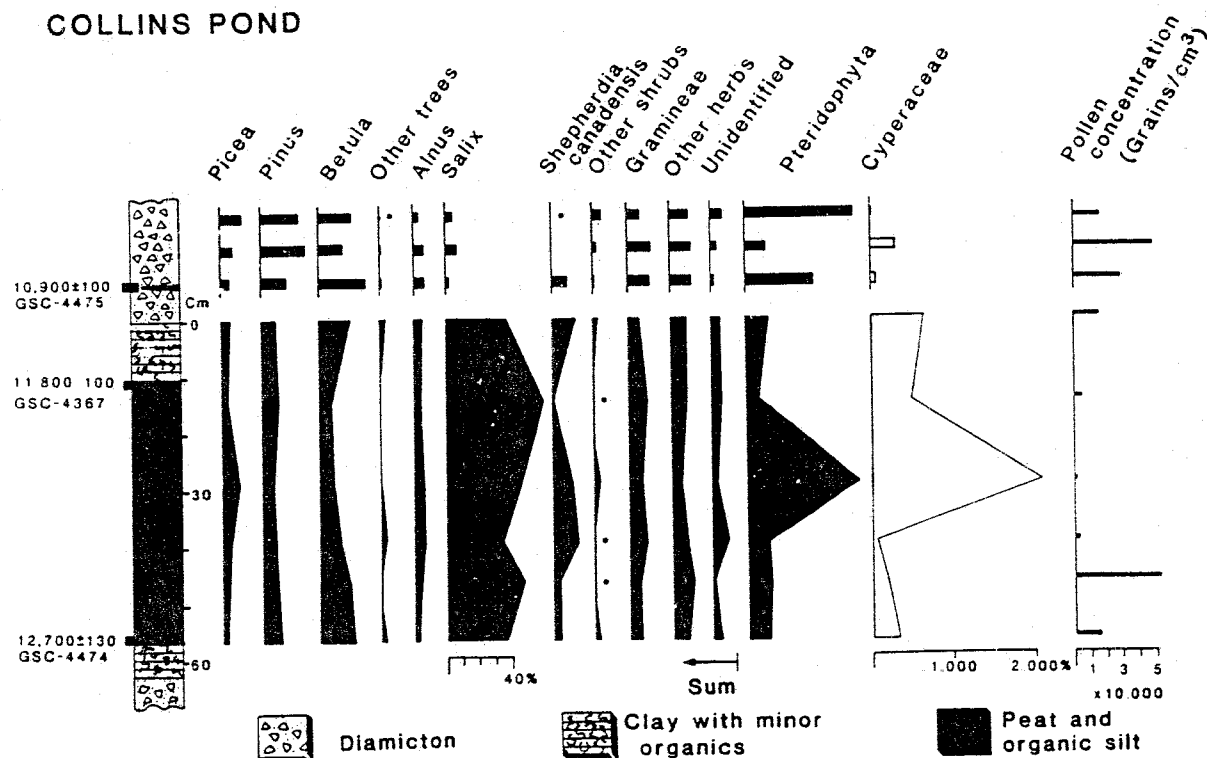 COLLINS POND
Picea
Pinus
Betula
Other trees
Alnus
Salix
Shepherdia
canadensis
Other shrubs
Gramineae
Other herbs
Unidentified
Pteridophyta
Cyperaceae
Pollen
concentration
(Grains/cm³)
10,900±100
GSC-4475
Cm
0
11 800 100
GSC-4367
30
12,700±130
GSC-4474
60
40%
Sum
1.000 2.000%
1 3 5
x10.000
Diamicton
Clay with minor
organics
Peat and
organic silt